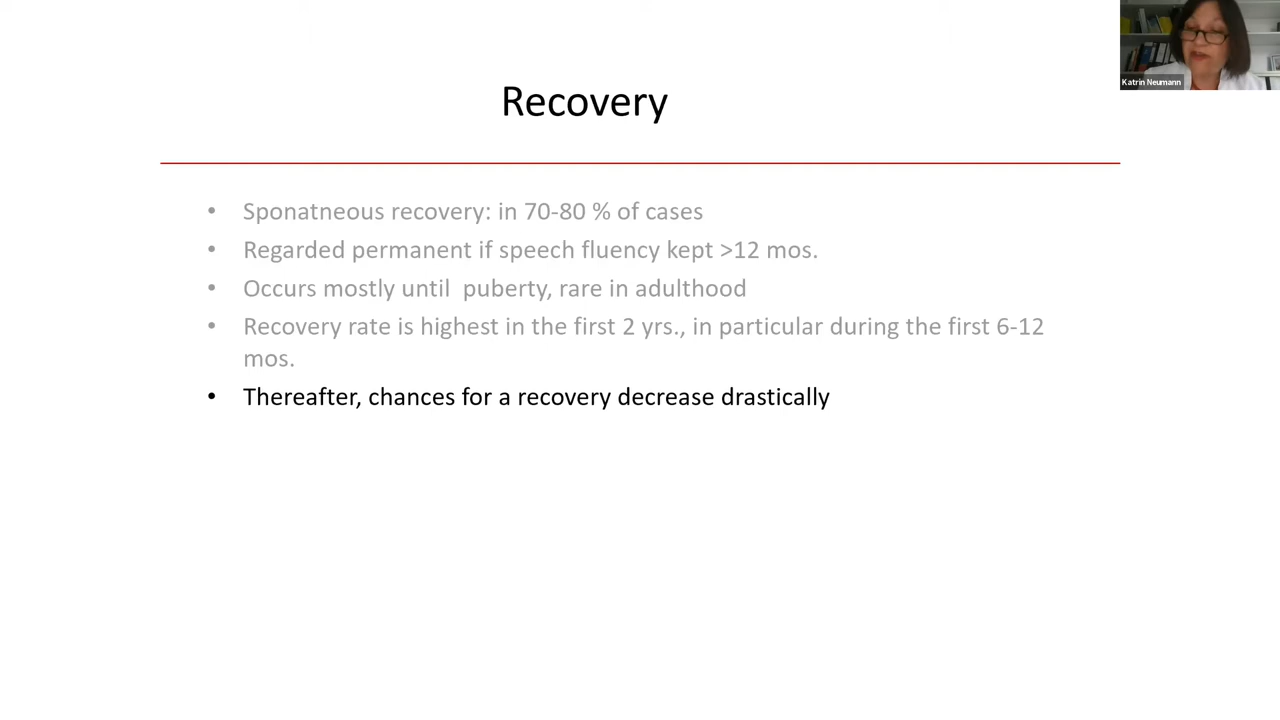 Katrin Neumann
Recovery
• Sponatneous recovery: in 70-80 % of cases
• Regarded permanent if speech fluency kept >12 mos.
• Occurs mostly until  puberty, rare in adulthood
• Recovery rate is highest in the first 2 yrs., in particular during the first 6-12
mos.
• Thereafter, chances for a recovery decrease drastically